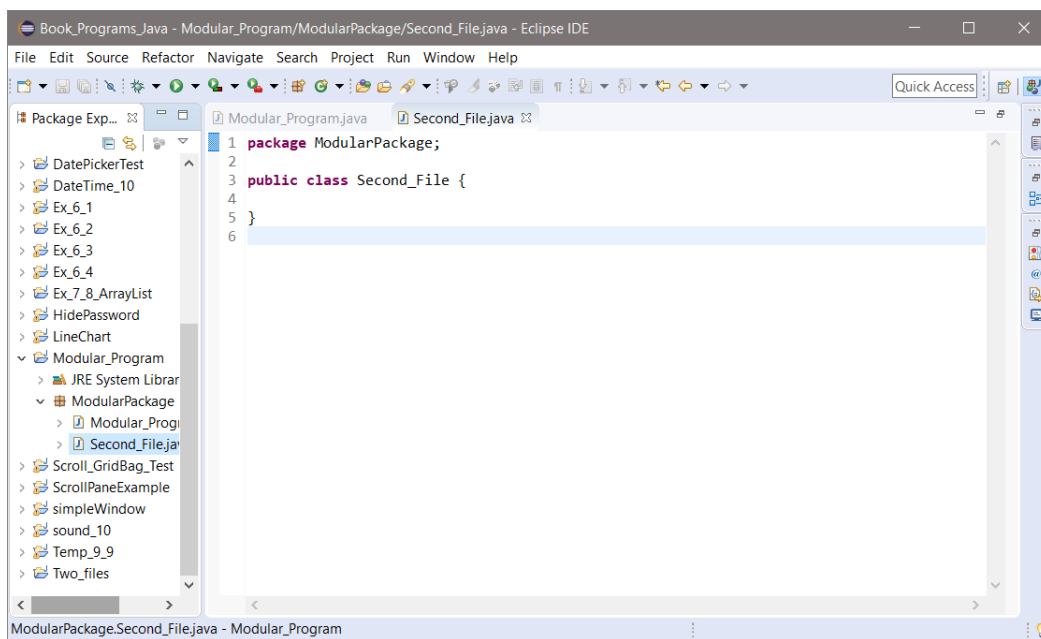 Book_Programs_Java - Modular_Program/ModularPackage/Second_File.java - Eclipse IDE
File Edit Source Refactor Navigate Search Project Run Window Help
Quick Access
Package Exp...
Modular_Program.java
Second_File.java
DatePickerTest
DateTime_10
Ex_6_1
Ex_6_2
Ex_6_3
Ex_6_4
Ex_7_8_ArrayList
HidePassword
LineChart
Modular_Program
JRE System Librar
ModularPackage
Modular_Progr
Second_File.jav
Scroll_GridBag_Test
ScrollPaneExample
simpleWindow
sound_10
Temp_9_9
Two_files
1 package ModularPackage;
2
3 public class Second_File {
4
5 }
6
ModularPackage.Second_File.java - Modular_Program